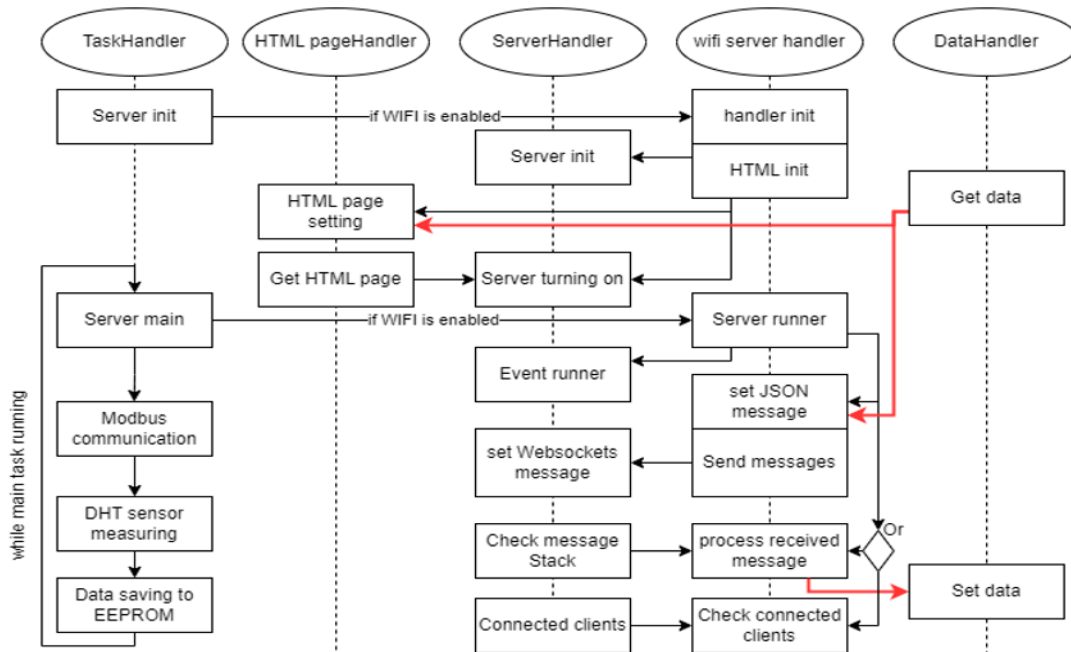 TaskHandler
HTML pageHandler
ServerHandler
wifi server handler
DataHandler
Server init
if WIFI is enabled
handler init
Server init
HTML init
HTML page
setting
Get data
Get HTML page
Server turning on
Server main
if WIFI is enabled
Server runner
Event runner
set JSON
message
Modbus
communication
set Websockets
message
Send messages
while main task running
DHT sensor
measuring
Check message
Stack
process received
message
Or
Data saving to
EEPROM
Set data
Connected clients
Check connected
clients